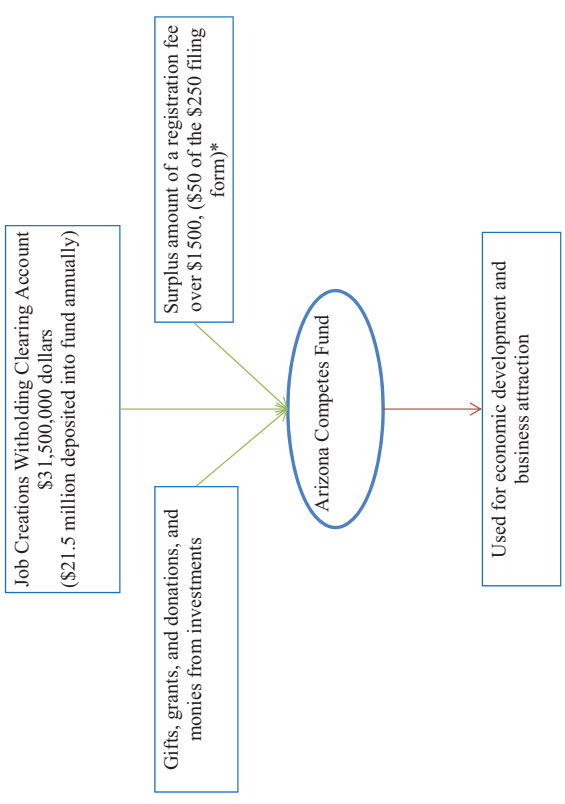 Job Creations Witholding Clearing Account
$31,500,000 dollars
($21.5 million deposited into fund annually)
Gifts, grants, and donations, and
monies from investments
Surplus amount of a registration fee
over $1500, ($50 of the $250 filing
form)*
Arizona Competes Fund
Used for economic development and
business attraction